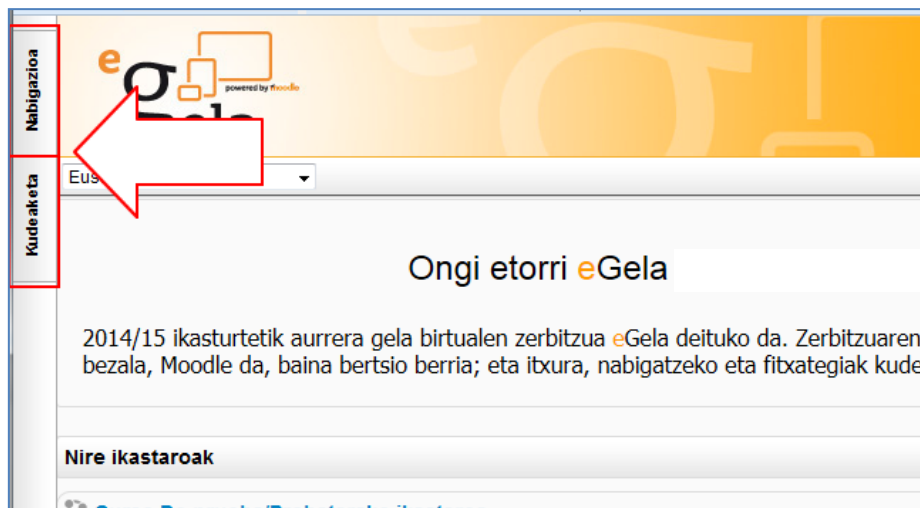 Nabigazioa
Kudeaketa
e
powered by moodle
Ongi etorri eGela
2014/15 ikasturtetik aurrera gela birtualen zerbitzua eGela deituko da. Zerbitzuaren
bezala, Moodle da, baina bertsio berria; eta itxura, nabigatzeko eta fitxategiak kude
Nire ikastaroak